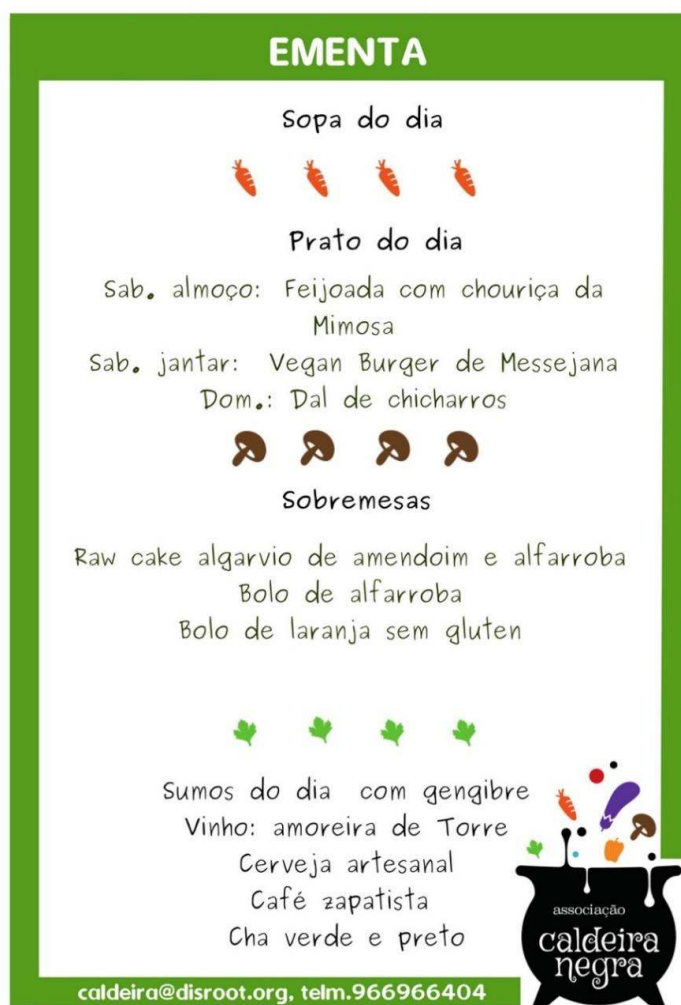 EMENTA
Sopa do dia
Prato do dia
Sab. almoço: Feijoada com chouriça da
Mimosa
Sab. jantar: Vegan Burger de Messejana
Dom.: Dal de chicharros
Sobremesas
Raw cake algarvio de amendoim e alfarroba
Bolo de alfarroba
Bolo de laranja sem gluten
Sumos do dia com gengibre
Vinho: amoreira de Torre
Cerveja artesanal
Café zapatista
Cha verde e preto
associação
caldeira
negra
caldeira@disroot.org, telm.966966404